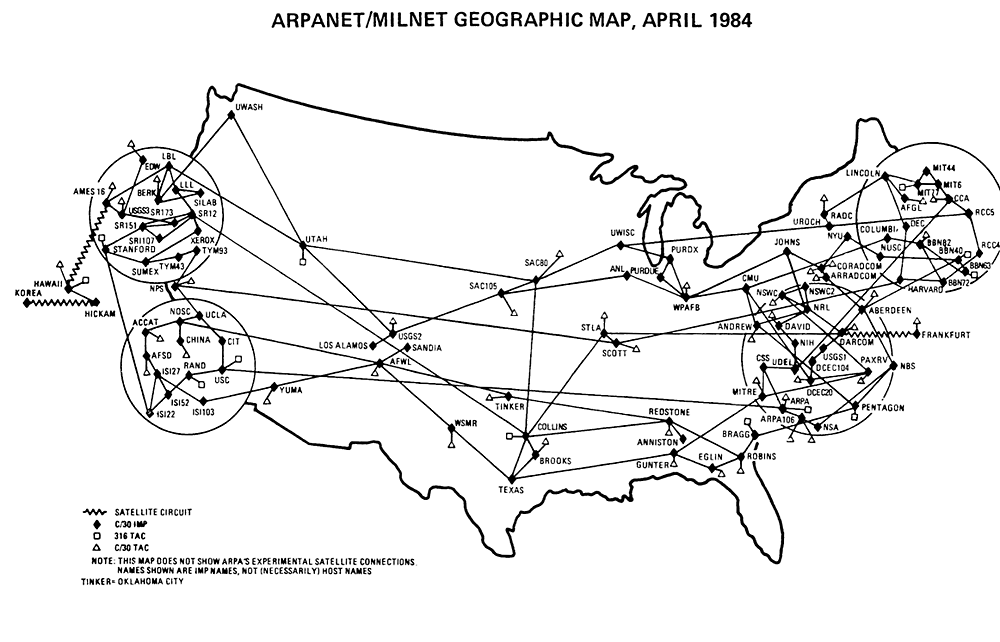 ARPANET/MILNET GEOGRAPHIC MAP, APRIL 1984
UWASH
LBL
EDW
AMES 16
BERK
LLL
SILAB
USGS3
SR173
SR12
SR151
SRI107
XEROX
STANFORD
TYM93
SUMEX
TYM43
HAWAII
KOREA
HICKAM
NPS
NOSC
UCLA
ACCAT
CHINA
CIT
AFSD
RAND
ISI27
USC
ISI52
ISI22
ISI103
YUMA
UTAH
LOS ALAMOS
USGS2
SANDIA
AFWL
SAC105
SAC80
UWISC
ANL
PURDUE
PURDX
WPAFB
STLA
SCOTT
TINKER
WSMR
COLLINS
BROOKS
TEXAS
REDSTONE
ANNISTON
GUNTER
EGLIN
ROBINS
BRAGG
LINCOLN
MIT44
MIT77
MIT6
AFGL
CCA
RADC
UROCH
RCC5
DEC
COLUMBI
NYU
NUSC
BBN82
BBN40
RCC4
BBN63
BBN72
HARVARD
JOHNS
CORADCOM
ARRADCOM
CMU
NSWC
NSWC2
NRL
ABERDEEN
ANDREW
DAVID
NIH
DARCOM
FRANKFURT
CSS
UDEL
USGS1
DCEC104
PAXRV
NBS
DCEC20
MITRE
ARPA
ARPA106
PENTAGON
NSA
SATELLITE CIRCUIT
C/30 IMP
316 TAC
C/30 TAC
NOTE: THIS MAP DOES NOT SHOW ARPA'S EXPERIMENTAL SATELLITE CONNECTIONS.
NAMES SHOWN ARE IMP NAMES, NOT (NECESSARILY) HOST NAMES
TINKER= OKLAHOMA CITY